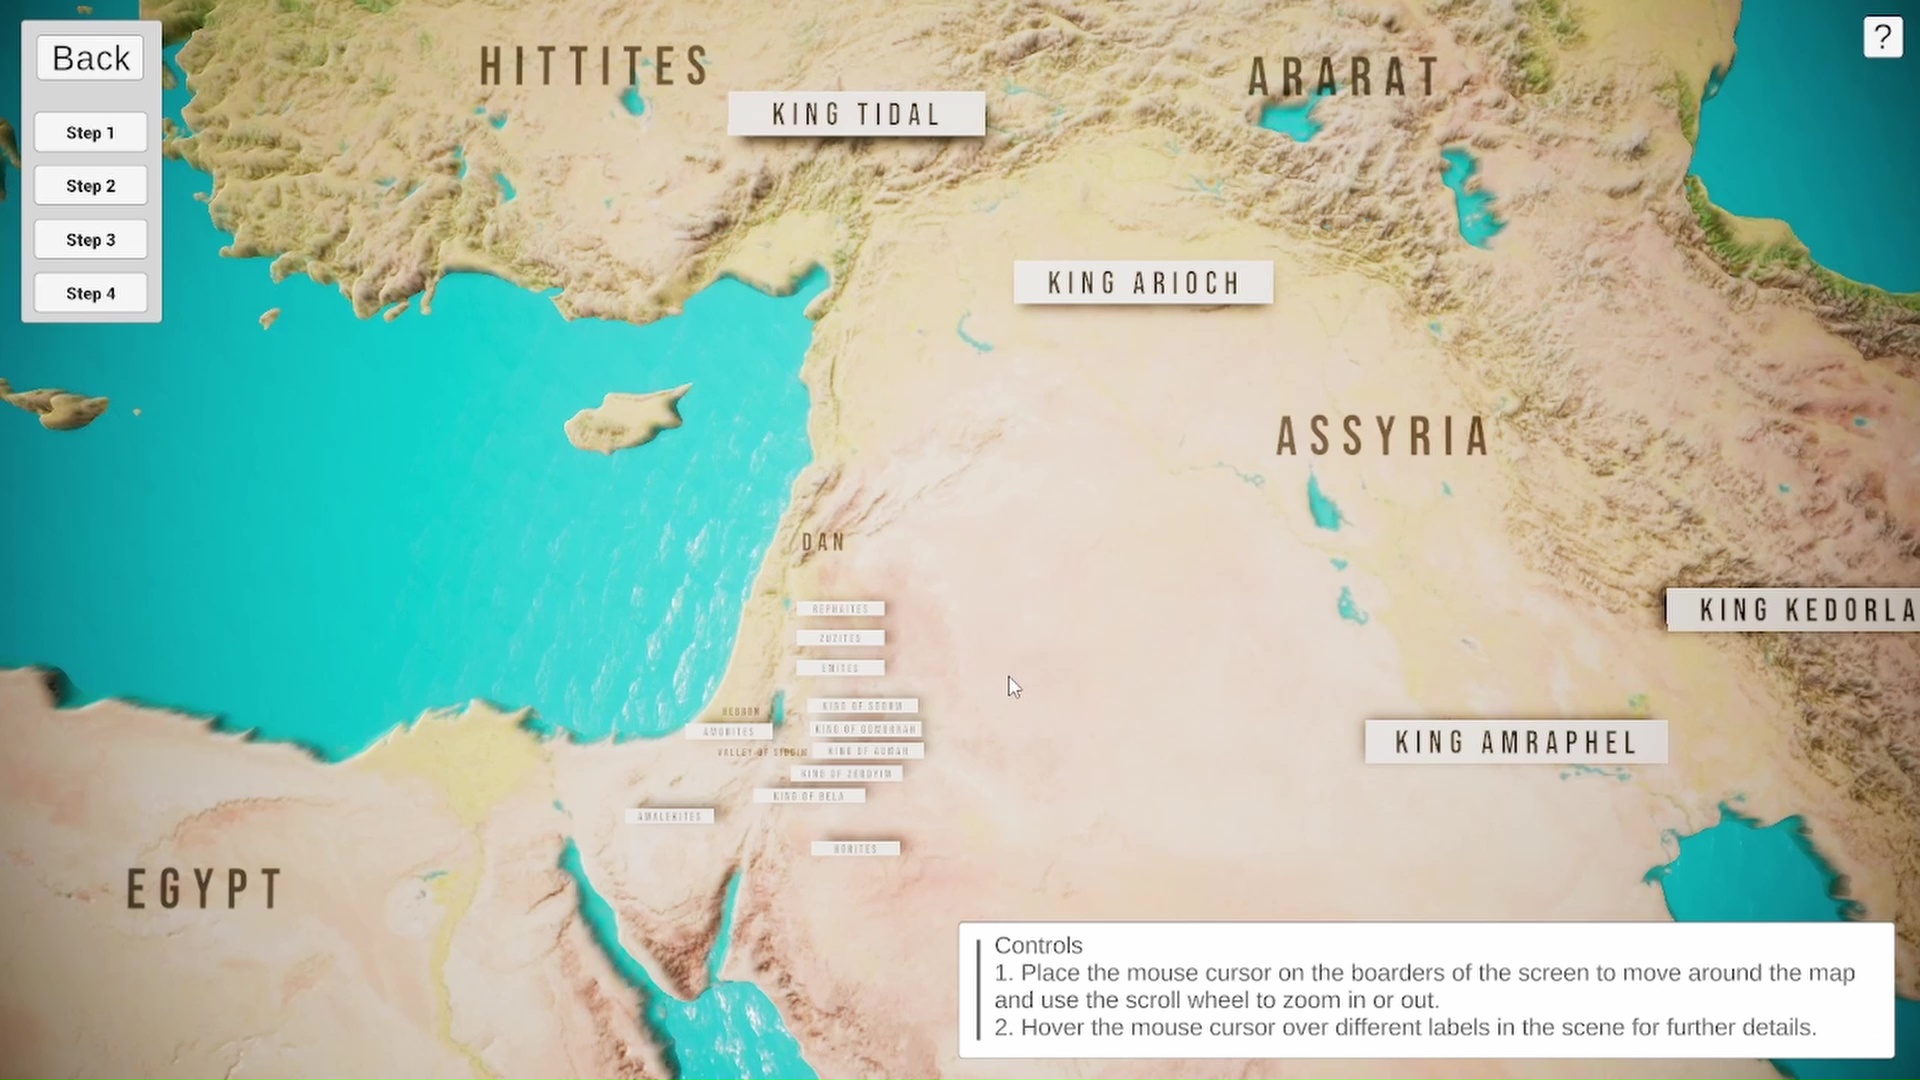 Back
?
Step 1
Step 2
Step 3
Step 4
HITTITES
ARARAT
KING TIDAL
KING ARIOCH
ASSYRIA
DAN
REPHAITES
ZUZITES
EMITES
KING KEDORLA
HEBRON
KING OF SODOM
AMORITES
KING OF GOMORRAH
VALLEY OF SIDDIM
KING OF ADMAH
KING AMRAPHEL
KING OF ZEBOYIM
KING OF BELA
AMALEKITES
HORITES
EGYPT
Controls
1. Place the mouse cursor on the boarders of the screen to move around the map
and use the scroll wheel to zoom in or out.
2. Hover the mouse cursor over different labels in the scene for further details.